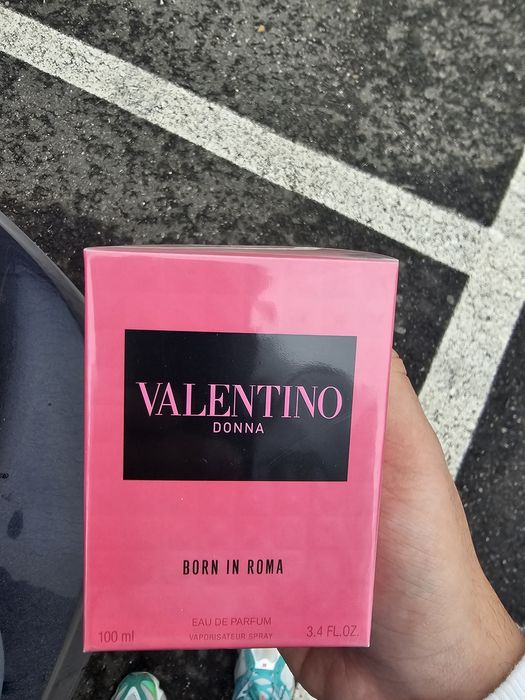 VALENTINO
DONNA
BORN IN ROMA
EAU DE PARFUM
100 ml VAPORISATEUR SPRAY 3.4 FL.OZ.